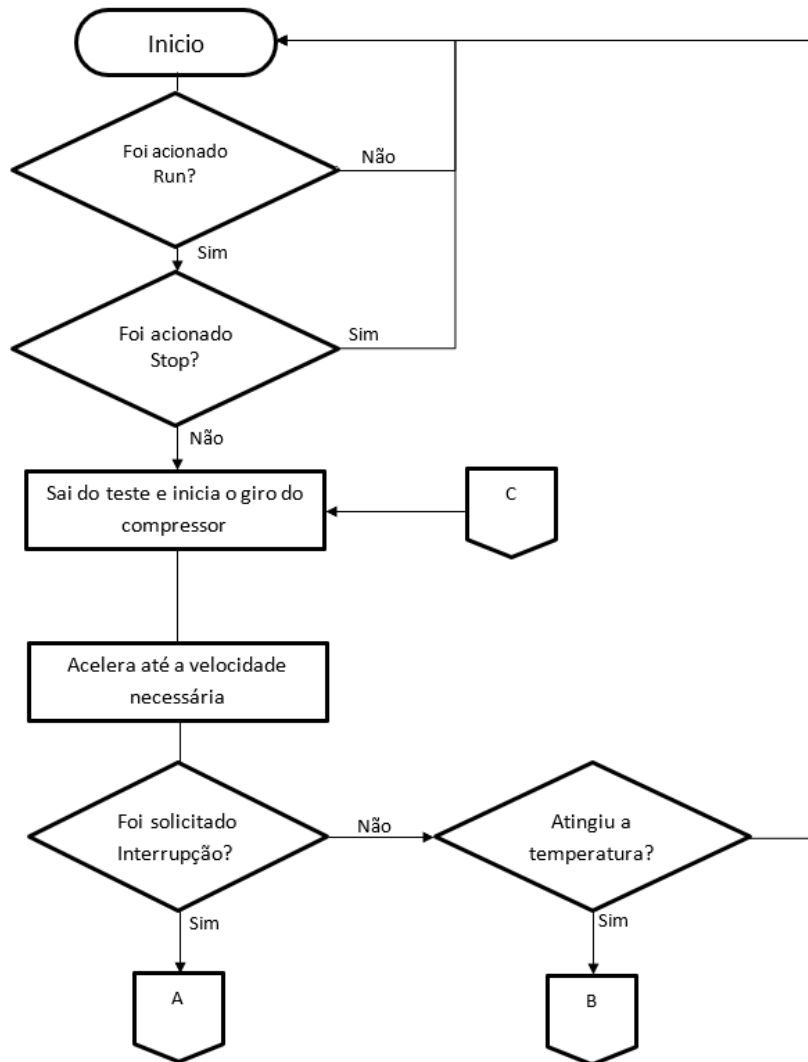 Inicio
Foi acionado
Run?
Não
Sim
Foi acionado
Stop?
Sim
Não
Sai do teste e inicia o giro do
compressor
C
Acelera até a velocidade
necessária
Foi solicitado
Interrupção?
Não
Atingiu a
temperatura?
Sim
Sim
A
B